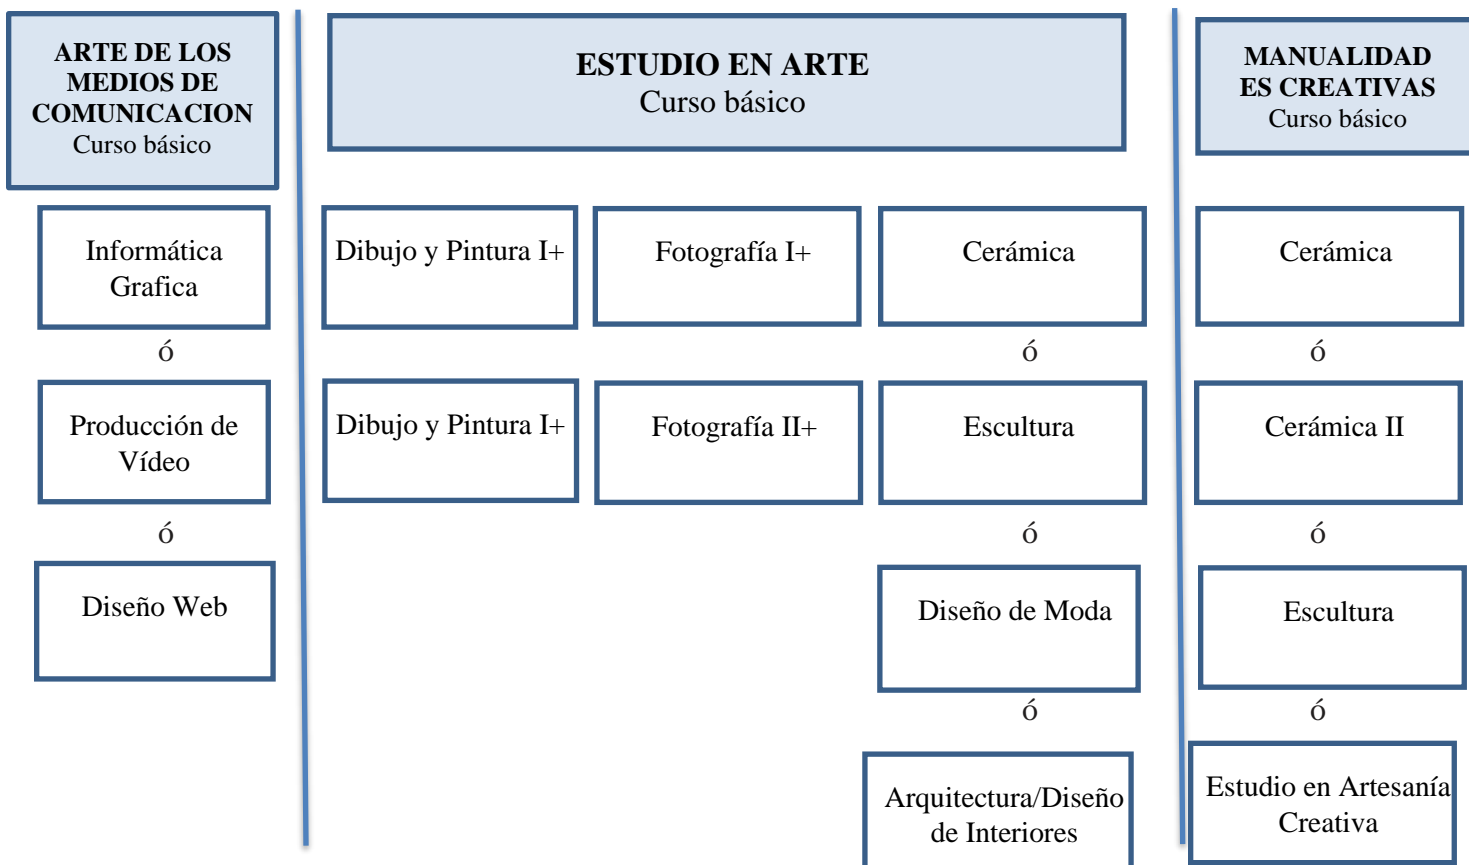 ARTE DE LOS
MEDIOS DE
COMUNICACION
Curso básico
ESTUDIO EN ARTE
Curso básico
MANUALIDAD
ES CREATIVAS
Curso básico
Informática
Grafica
Dibujo y Pintura I+
Fotografía I+
Cerámica
Cerámica
ó
ó
ó
Producción de
Vídeo
Dibujo y Pintura I+
Fotografía II+
Escultura
Cerámica II
ó
ó
ó
Diseño Web
Diseño de Moda
Escultura
ó
ó
Arquitectura/Diseño
de Interiores
Estudio en Artesanía
Creativa